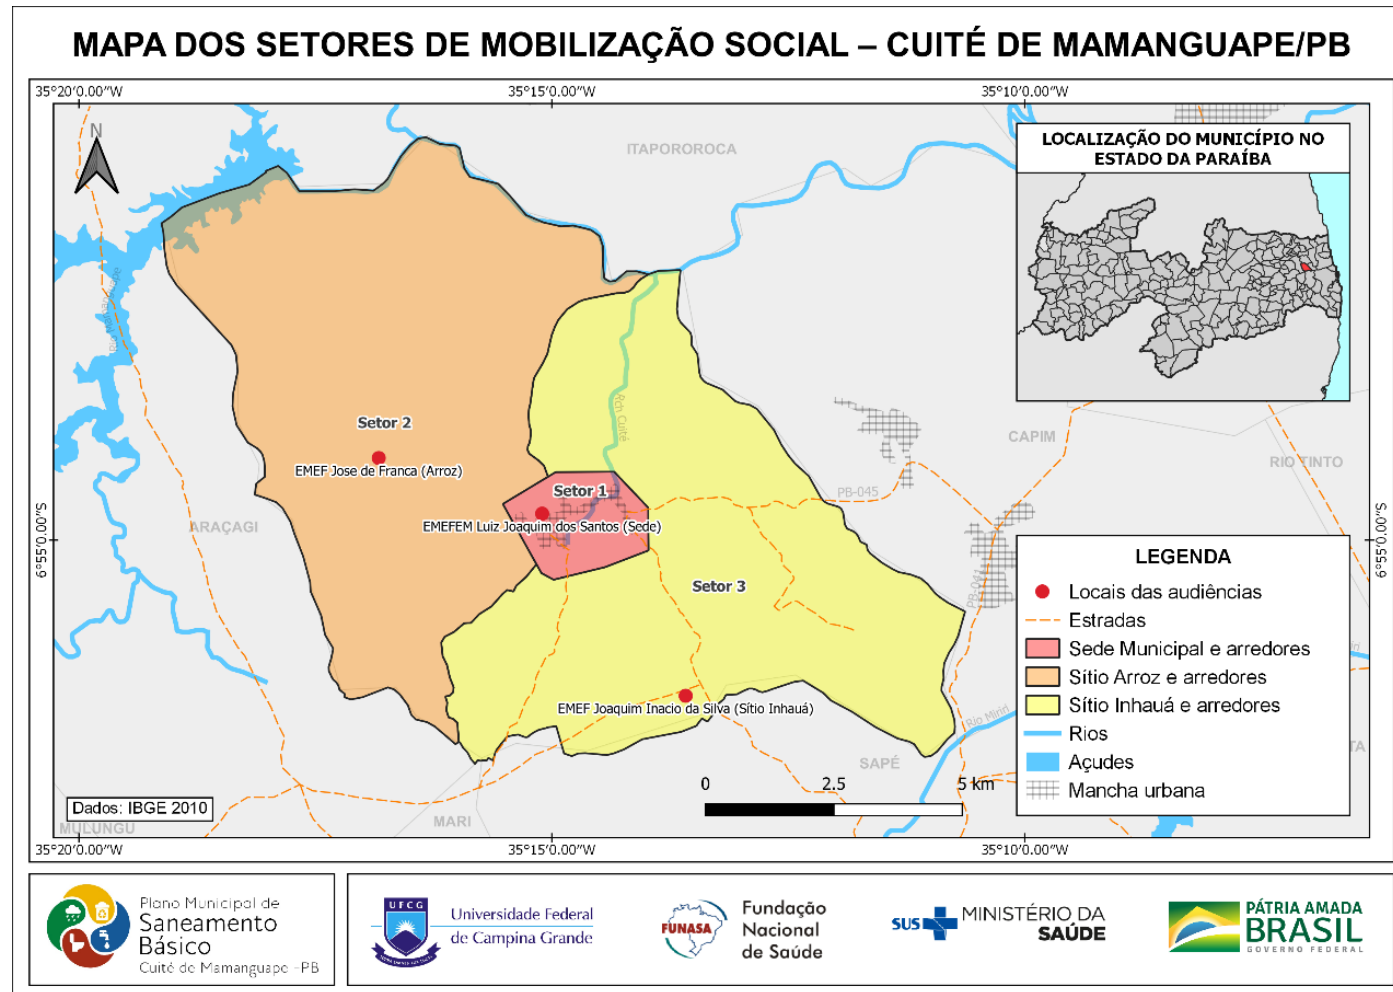 MAPA DOS SETORES DE MOBILIZAÇÃO SOCIAL – CUITÉ DE MAMANGUAPE/PB
35°20'0.00"W
35°15'0.00"W
35°10'0.00"W
N
ITAPOROROCA
LOCALIZAÇÃO DO MUNICÍPIO NO
ESTADO DA PARAÍBA
Rio Mamanguape
Rch Cuité
Setor 2
EMEF Jose de Franca (Arroz)
CAPIM
RIO TINTO
Setor 1
PB-045
EMEFEM Luiz Joaquim dos Santos (Sede)
ARAÇAGI
6°55'0.00"S
6°55'0.00"S
PB-041
Setor 3
EMEF Joaquim Inacio da Silva (Sítio Inhauá)
Rio Miriri
SAPÉ
LEGENDA
Locais das audiências
Estradas
Sede Municipal e arredores
Sítio Arroz e arredores
Sítio Inhauá e arredores
Rios
Açudes
Mancha urbana
0 2.5 5 km
Dados: IBGE 2010
MULUNGU
MARI
35°20'0.00"W
35°15'0.00"W
35°10'0.00"W
Plano Municipal de
Saneamento
Básico
Cuité de Mamanguape -PB
UFCG
Universidade Federal
de Campina Grande
FUNASA
Fundação
Nacional
de Saúde
SUS
MINISTÉRIO DA
SAÚDE
PÁTRIA AMADA
BRASIL
GOVERNO FEDERAL